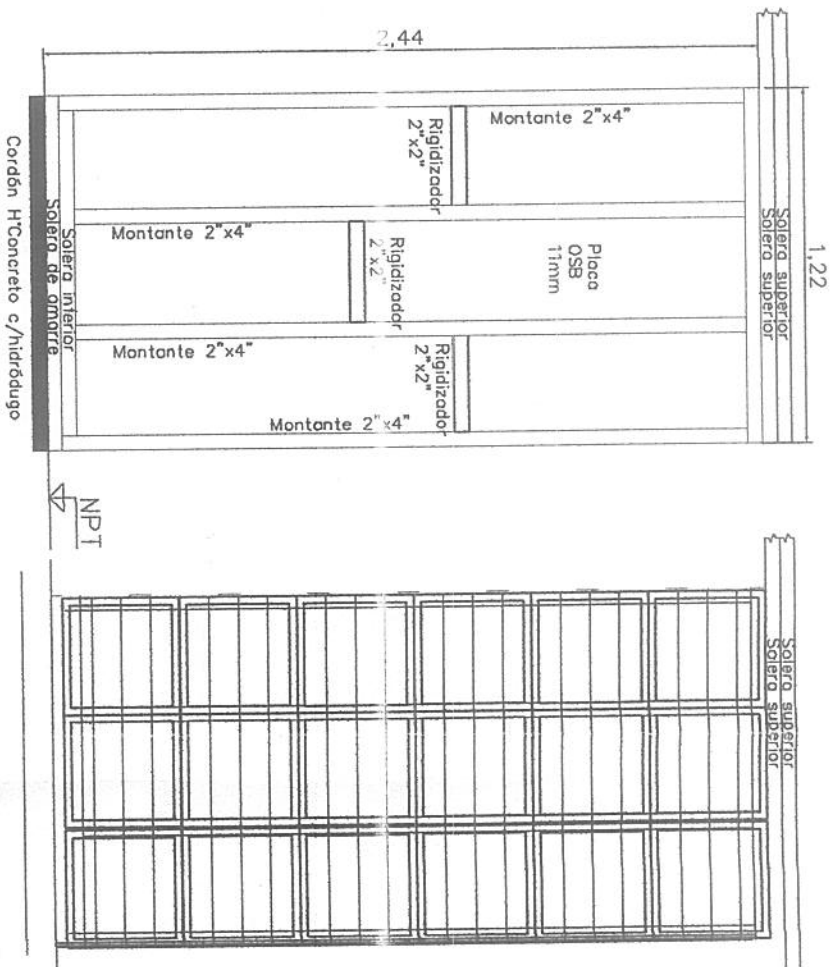 2,44
1,22
Solera superior
Solera superior
Montante 2"x4"
Rigidizador
2"x2"
Montante 2"x4"
Rigidizador
2"x2"
Placa
OSB
11mm
Montante 2"x4"
Rigidizador
2"x2"
Montante 2"x4"
Solera inferior
Solera de amarre
Cordón H°Concreto c/hidrófugo
NPT
Solera superior
Solera superior